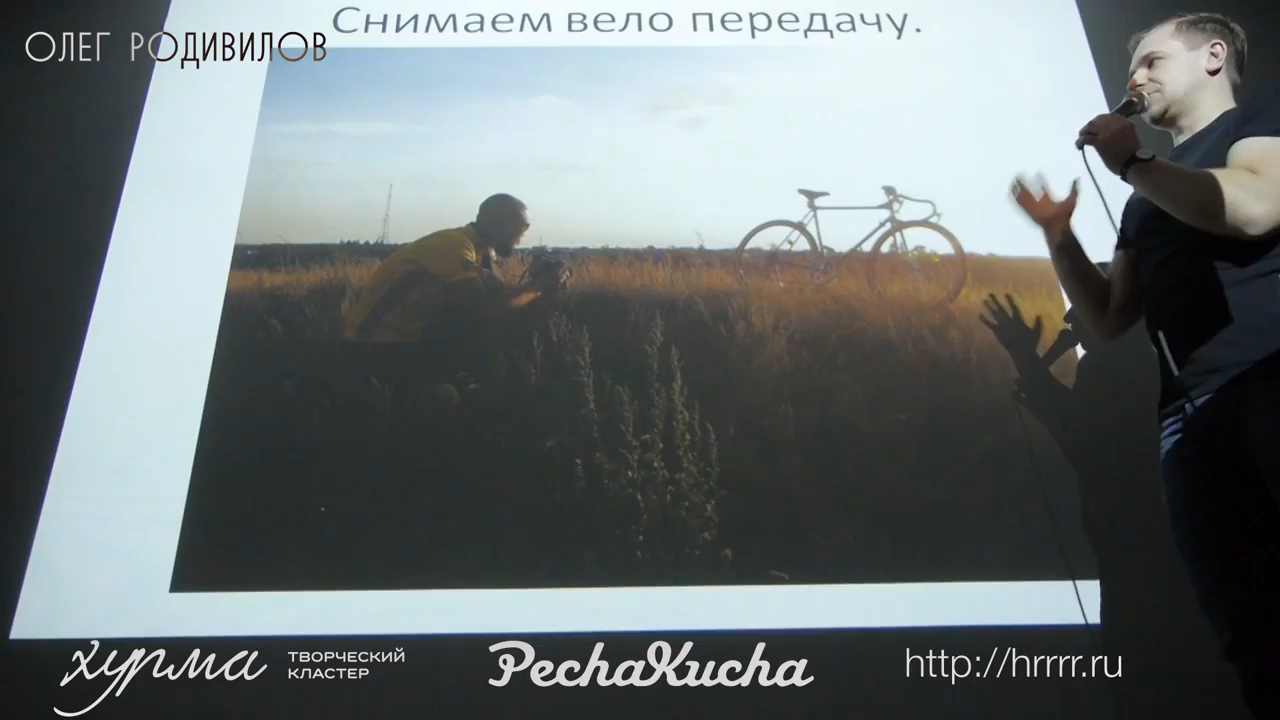 Снимаем вело передачу.
ОЛЕГ РОДИВИЛОВ
хурма
ТВОРЧЕСКИЙ
КЛАСТЕР
PechaKucha
http://hrrrr.ru